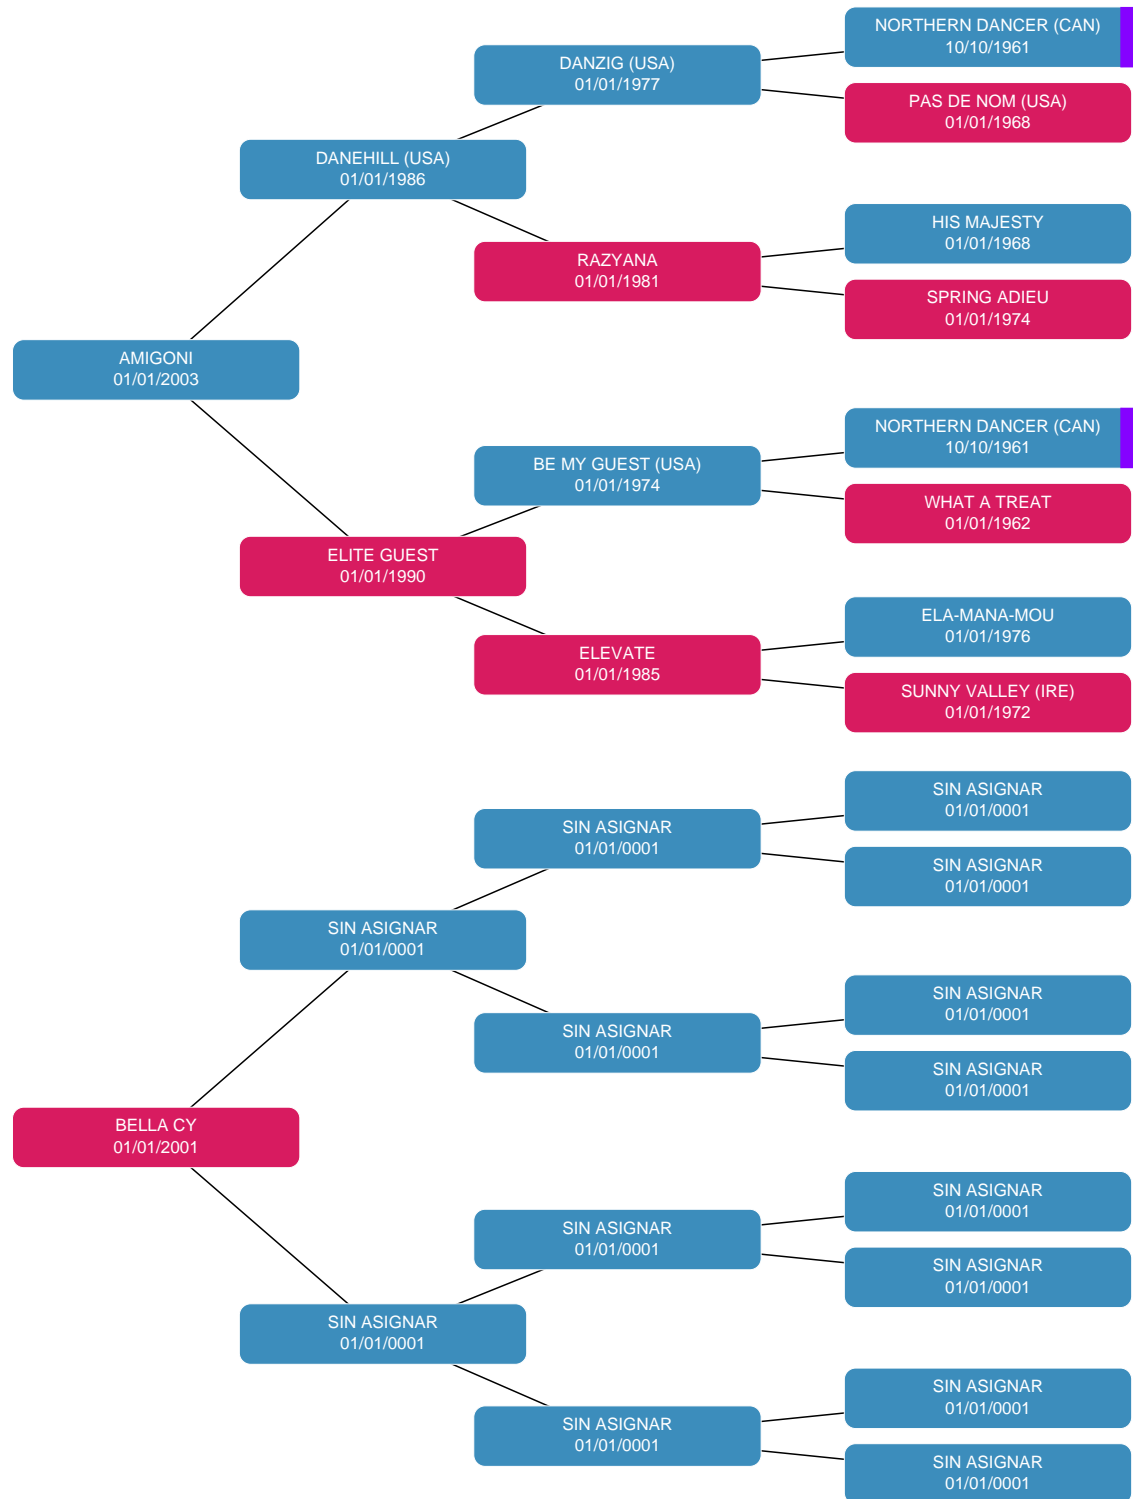 NORTHERN DANCER (CAN)
10/10/1961
DANZIG (USA)
01/01/1977
PAS DE NOM (USA)
01/01/1968
DANEHILL (USA)
01/01/1986
HIS MAJESTY
01/01/1968
RAZYANA
01/01/1981
SPRING ADIEU
01/01/1974
AMIGONI
01/01/2003
NORTHERN DANCER (CAN)
10/10/1961
BE MY GUEST (USA)
01/01/1974
WHAT A TREAT
01/01/1962
ELITE GUEST
01/01/1990
ELA-MANA-MOU
01/01/1976
ELEVATE
01/01/1985
SUNNY VALLEY (IRE)
01/01/1972
SIN ASIGNAR
01/01/0001
SIN ASIGNAR
01/01/0001
SIN ASIGNAR
01/01/0001
SIN ASIGNAR
01/01/0001
SIN ASIGNAR
01/01/0001
SIN ASIGNAR
01/01/0001
SIN ASIGNAR
01/01/0001
BELLA CY
01/01/2001
SIN ASIGNAR
01/01/0001
SIN ASIGNAR
01/01/0001
SIN ASIGNAR
01/01/0001
SIN ASIGNAR
01/01/0001
SIN ASIGNAR
01/01/0001
SIN ASIGNAR
01/01/0001
SIN ASIGNAR
01/01/0001